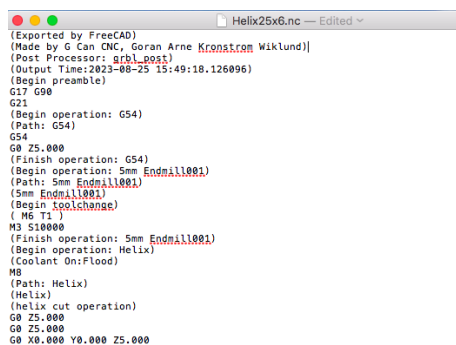 Helix25x6.nc — Edited
(Exported by FreeCAD)
(Made by G Can CNC, Goran Arne Kronstrom Wiklund)
(Post Processor: grbl_post)
(Output Time:2023-08-25 15:49:18.126096)
(Begin preamble)
G17 G90
G21
(Begin operation: G54)
(Path: G54)
G54
G0 Z5.000
(Finish operation: G54)
(Begin operation: 5mm Endmill001)
(Path: 5mm Endmill001)
(5mm Endmill001)
(Begin toolchange)
( M6 T1 )
M3 S10000
(Finish operation: 5mm Endmill001)
(Begin operation: Helix)
(Coolant On:Flood)
M8
(Path: Helix)
(Helix)
(helix cut operation)
G0 Z5.000
G0 Z5.000
G0 X0.000 Y0.000 Z5.000